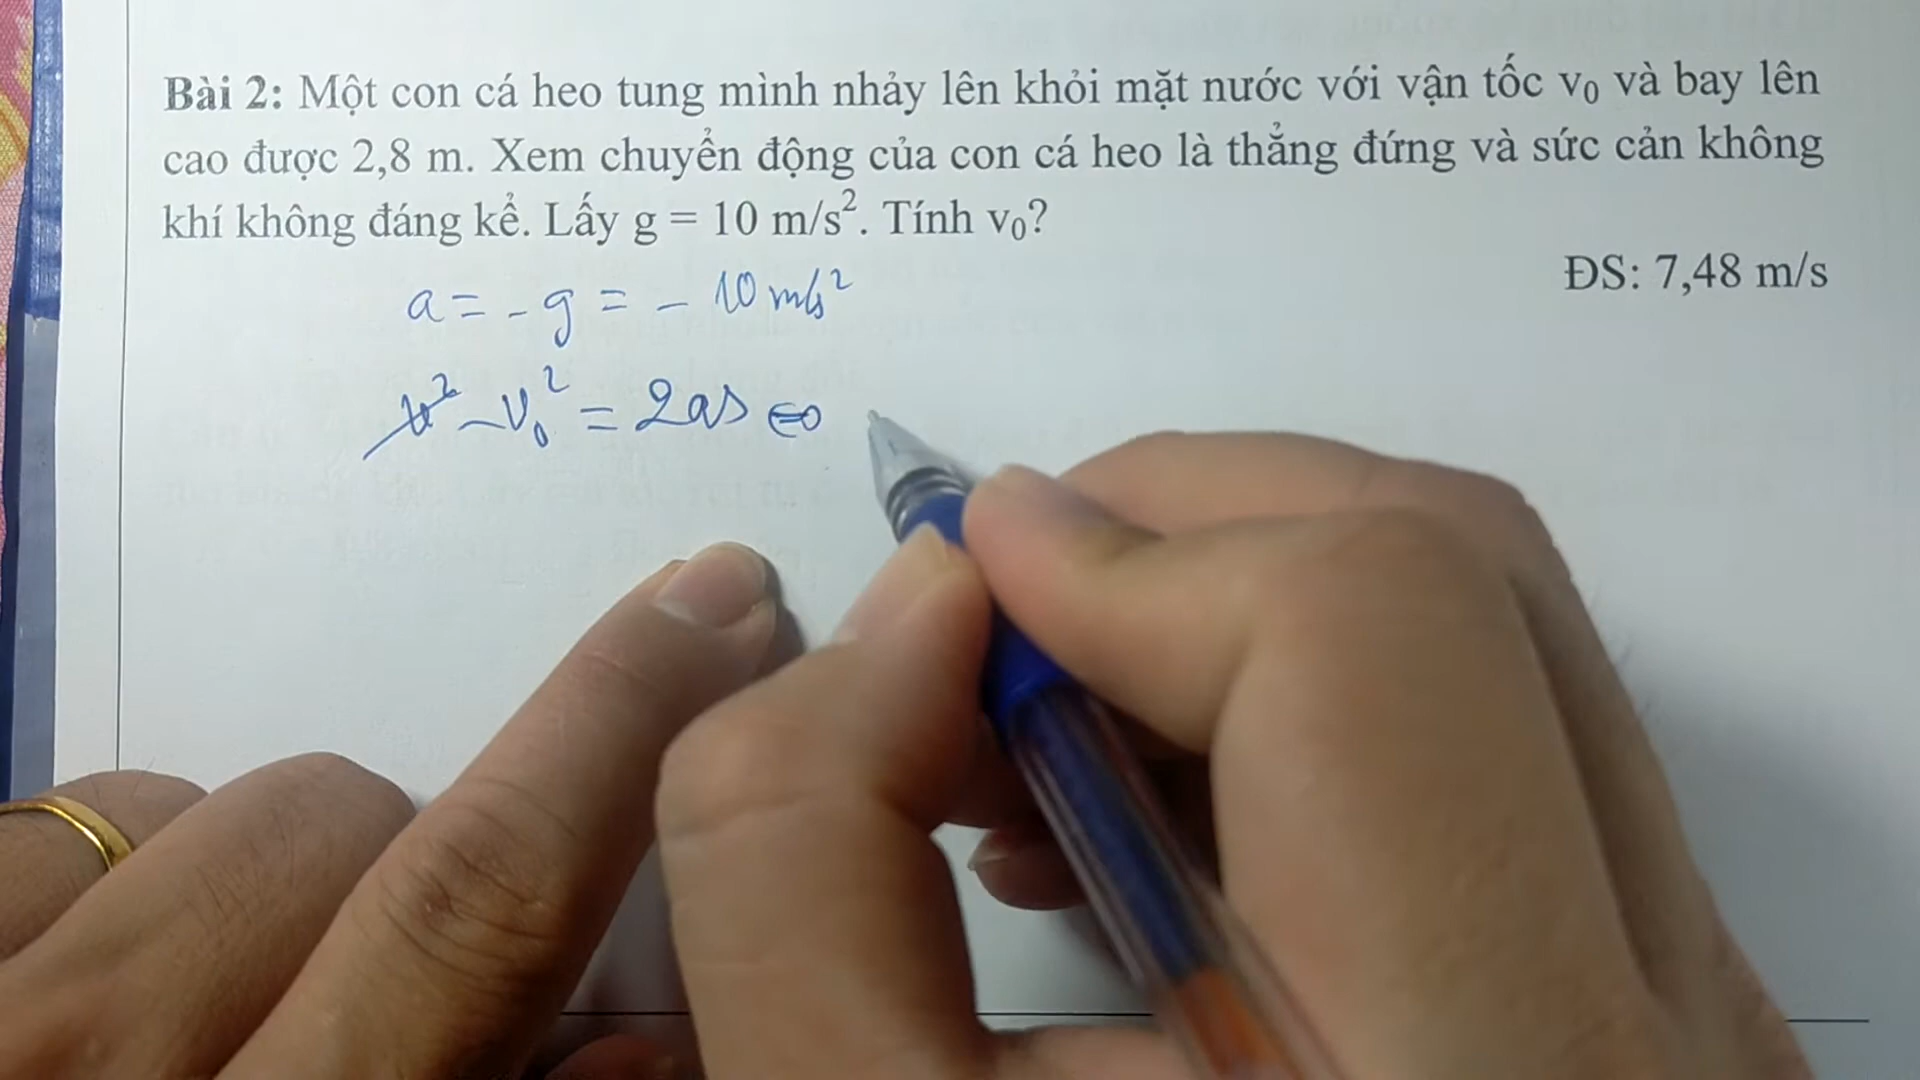 Bài 2: Một con cá heo tung mình nhảy lên khỏi mặt nước với vận tốc v₀ và bay lên
cao được 2,8 m. Xem chuyển động của con cá heo là thẳng đứng và sức cản không
khí không đáng kể. Lấy g = 10 m/s². Tính v₀?
ĐS: 7,48 m/s
a = - g = - 10 m/s²
v² - v₀² = 2as ⇔